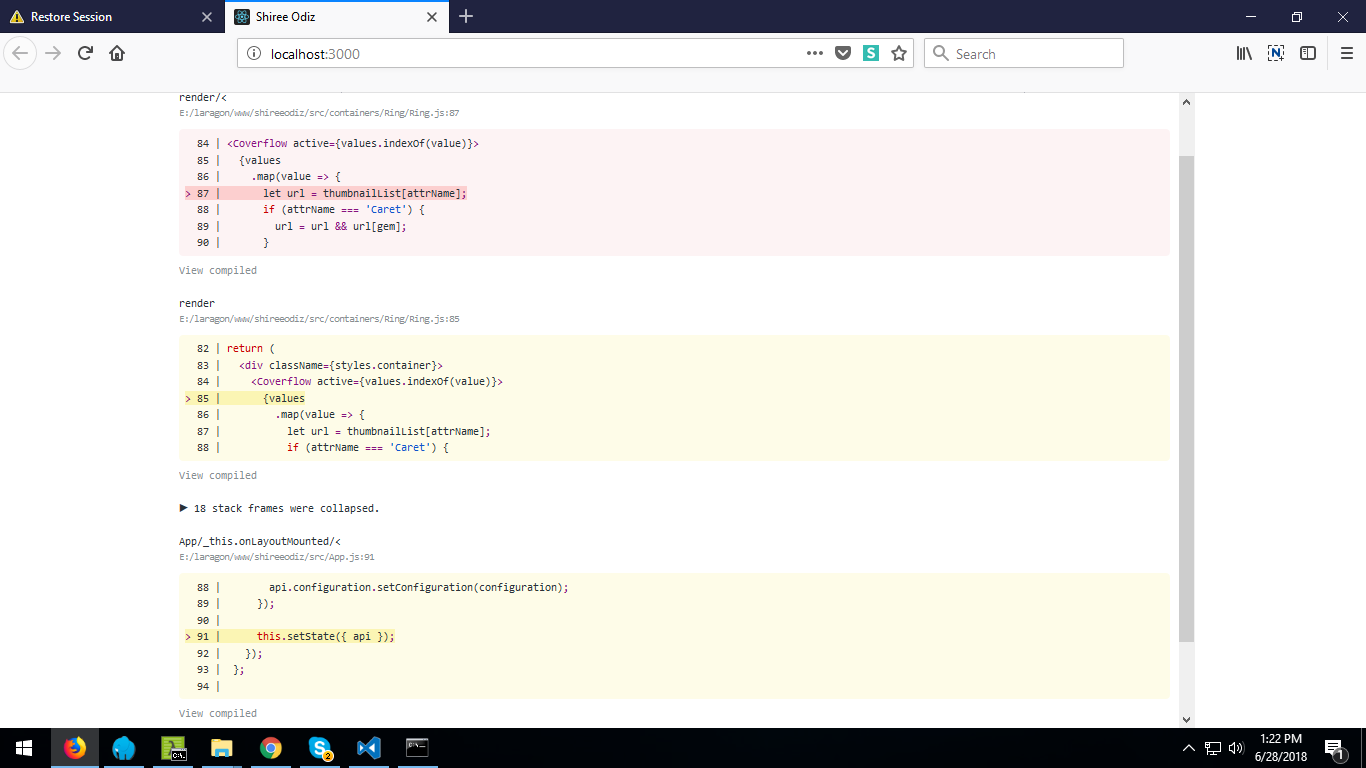 Restore Session
Shiree Odiz
localhost:3000
Search
render/<
E:/laragon/www/shireeodiz/src/containers/Ring/Ring.js:87
84 | <Coverflow active={values.indexOf(value)}>
85 |   {values
86 |     .map(value => {
> 87 |       let url = thumbnailList[attrName];
88 |       if (attrName === 'Caret') {
89 |         url = url && url[gem];
90 |       }
View compiled
render
E:/laragon/www/shireeodiz/src/containers/Ring/Ring.js:85
82 | return (
83 |   <div className={styles.container}>
84 |     <Coverflow active={values.indexOf(value)}>
> 85 |       {values
86 |         .map(value => {
87 |           let url = thumbnailList[attrName];
88 |           if (attrName === 'Caret') {
View compiled
▶ 18 stack frames were collapsed.
App/_this.onLayoutMounted/<
E:/laragon/www/shireeodiz/src/App.js:91
88 |       api.configuration.setConfiguration(configuration);
89 |     });
90 |
> 91 |     this.setState({ api });
92 |   });
93 | };
94 |
View compiled
1:22 PM
6/28/2018
2
1